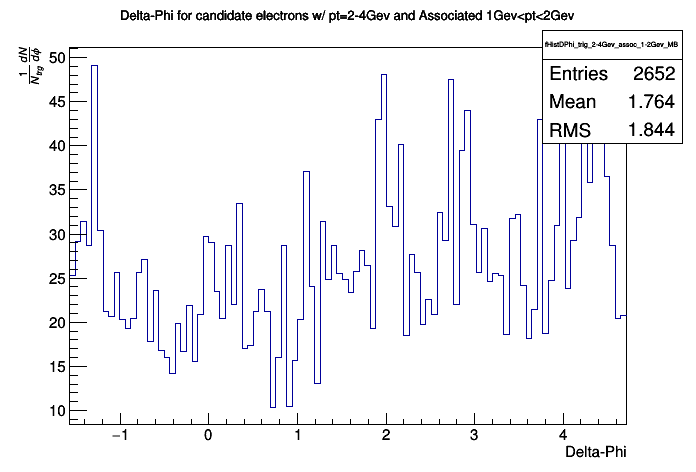 Delta-Phi for candidate electrons w/ pt=2-4Gev and Associated 1Gev<pt<2Gev
fHistDPhi_trig_2-4Gev_assoc_1-2Gev_MB
Entries 2652
Mean 1.764
RMS 1.844
1/N_trg dN/dϕ
50
45
40
35
30
25
20
15
10
−1 0 1 2 3 4
Delta-Phi